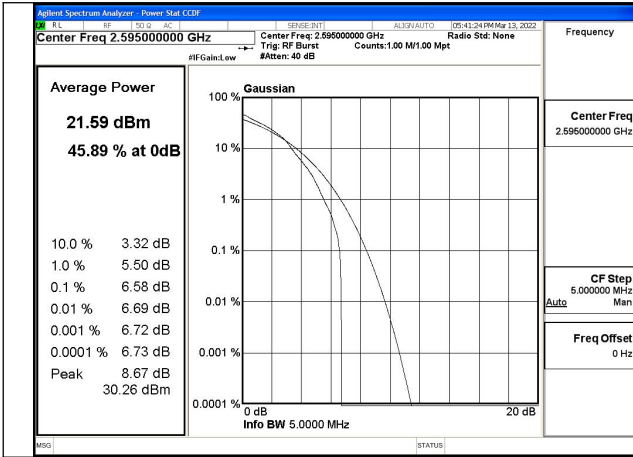 Agilent Spectrum Analyzer - Power Stat CCDF
RL RF 50 Ω AC SENSE:INT ALIGN AUTO 05:41:24 PM Mar 13, 2022
Center Freq 2.595000000 GHz
Center Freq: 2.595000000 GHz Radio Std: None
Trig: RF Burst Counts:1.00 M/1.00 Mpt
#IFGain:Low #Atten: 40 dB
Frequency
Average Power
21.59 dBm
45.89 % at 0dB
10.0 % 3.32 dB
1.0 % 5.50 dB
0.1 % 6.58 dB
0.01 % 6.69 dB
0.001 % 6.72 dB
0.0001 % 6.73 dB
Peak 8.67 dB
30.26 dBm
Gaussian
100 %
10 %
1 %
0.1 %
0.01 %
0.001 %
0.0001 %
0 dB 20 dB
Info BW 5.0000 MHz
Center Freq
2.595000000 GHz
CF Step
5.000000 MHz
Auto Man
Freq Offset
0 Hz
MSG STATUS